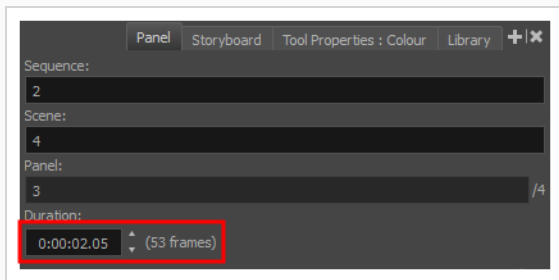 Panel Storyboard Tool Properties : Colour Library
Sequence:
2
Scene:
4
Panel:
3 /4
Duration:
0:00:02.05 (53 frames)